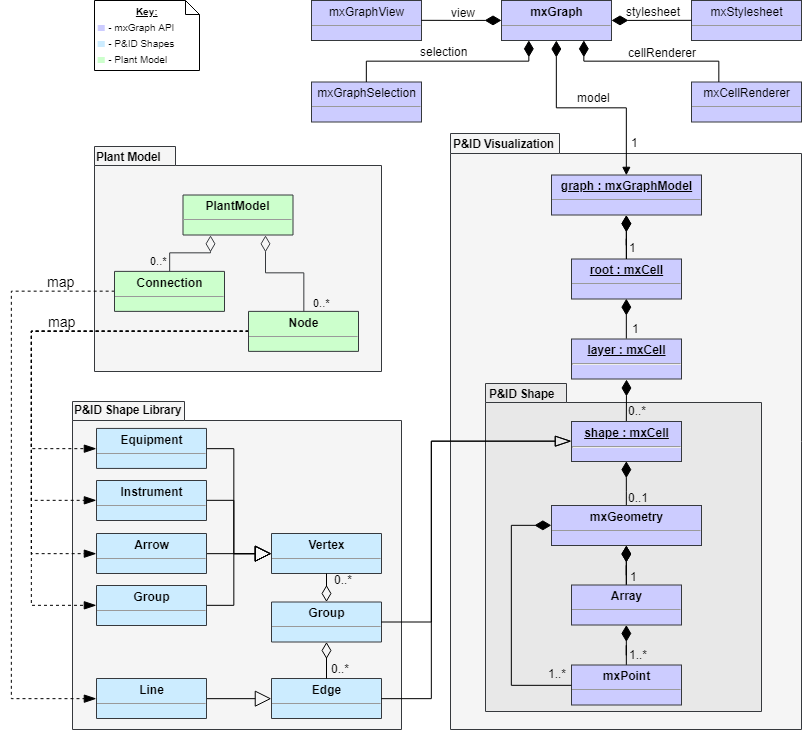 Key:
- mxGraph API
- P&ID Shapes
- Plant Model
mxGraphView
view
mxGraph
stylesheet
mxStylesheet
selection
cellRenderer
mxGraphSelection
model
mxCellRenderer
1
P&ID Visualization
graph : mxGraphModel
1
root : mxCell
1
layer : mxCell
0..*
P&ID Shape
shape : mxCell
0..1
mxGeometry
1
Array
1..*
1..*
mxPoint
Plant Model
PlantModel
0..*
Connection
0..*
Node
map
map
P&ID Shape Library
Equipment
Instrument
Arrow
Group
Line
Vertex
0..*
Group
0..*
Edge